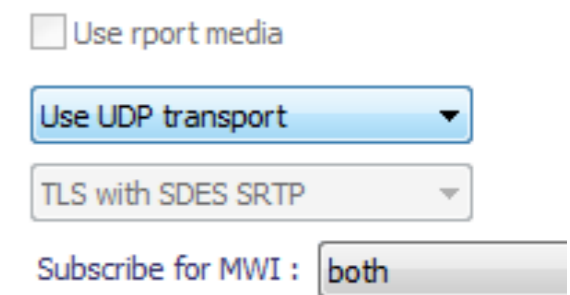 Use rport media
Use UDP transport
TLS with SDES SRTP
Subscribe for MWI : both